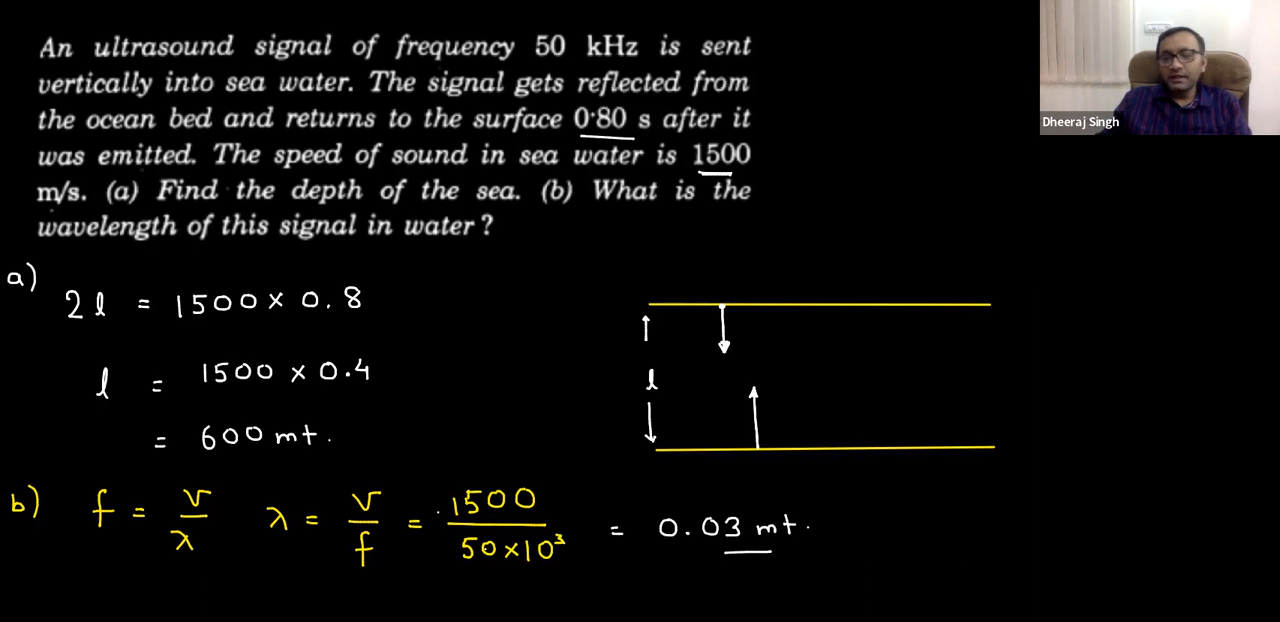 An ultrasound signal of frequency 50 kHz is sent
vertically into sea water. The signal gets reflected from
the ocean bed and returns to the surface 0·80 s after it
was emitted. The speed of sound in sea water is 1500
m/s. (a) Find the depth of the sea. (b) What is the
wavelength of this signal in water ?
Dheeraj Singh
a)
2l = 1500 × 0.8
l = 1500 × 0.4
= 600 mt.
l
b) f = v/λ λ = v/f = 1500/50×10³ = 0.03 mt.